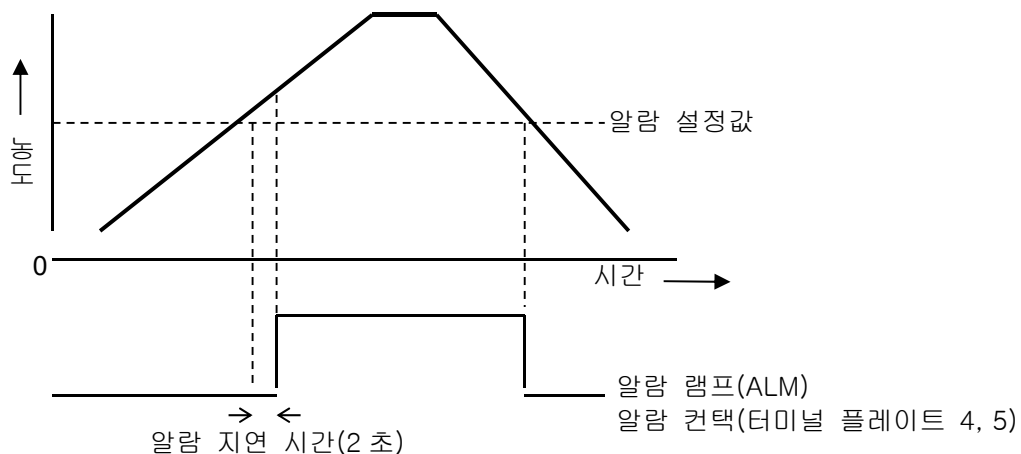 알람 설정값
농도
0
시간
알람 램프(ALM)
알람 컨택(터미널 플레이트 4, 5)
알람 지연 시간(2 초)